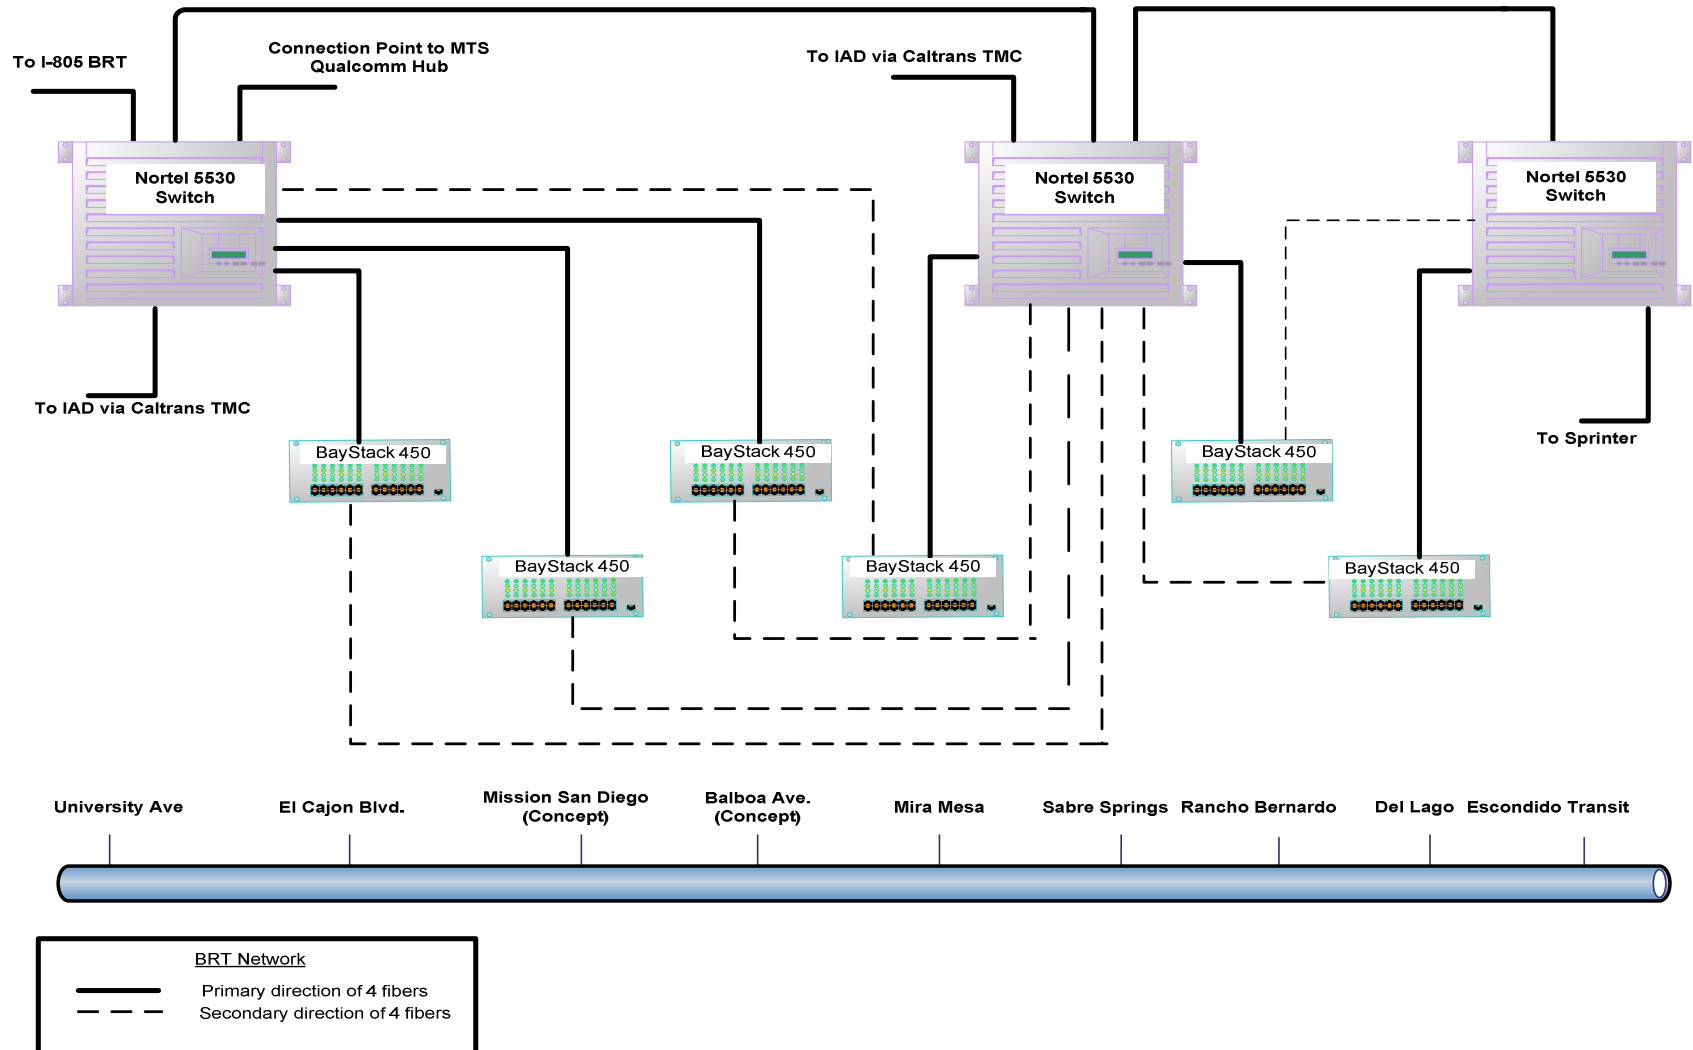 To I-805 BRT
Connection Point to MTS
Qualcomm Hub
To IAD via Caltrans TMC
Nortel 5530
Switch
Nortel 5530
Switch
Nortel 5530
Switch
To IAD via Caltrans TMC
To Sprinter
BayStack 450
BayStack 450
BayStack 450
BayStack 450
BayStack 450
BayStack 450
University Ave
El Cajon Blvd.
Mission San Diego
(Concept)
Balboa Ave.
(Concept)
Mira Mesa
Sabre Springs
Rancho Bernardo
Del Lago
Escondido Transit
BRT Network
Primary direction of 4 fibers
Secondary direction of 4 fibers